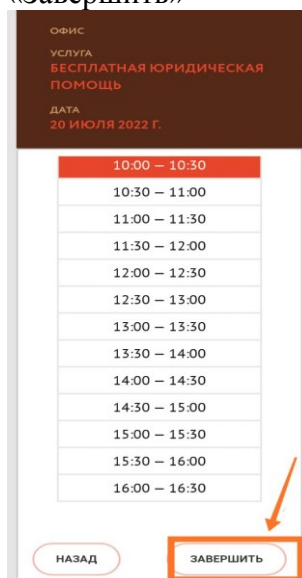 «Завершить»
ОФИС
УСЛУГА
БЕСПЛАТНАЯ ЮРИДИЧЕСКАЯ
ПОМОЩЬ
ДАТА
20 ИЮЛЯ 2022 Г.
10:00 — 10:30
10:30 — 11:00
11:00 — 11:30
11:30 — 12:00
12:00 — 12:30
12:30 — 13:00
13:00 — 13:30
13:30 — 14:00
14:00 — 14:30
14:30 — 15:00
15:00 — 15:30
15:30 — 16:00
16:00 — 16:30
НАЗАД ЗАВЕРШИТЬ